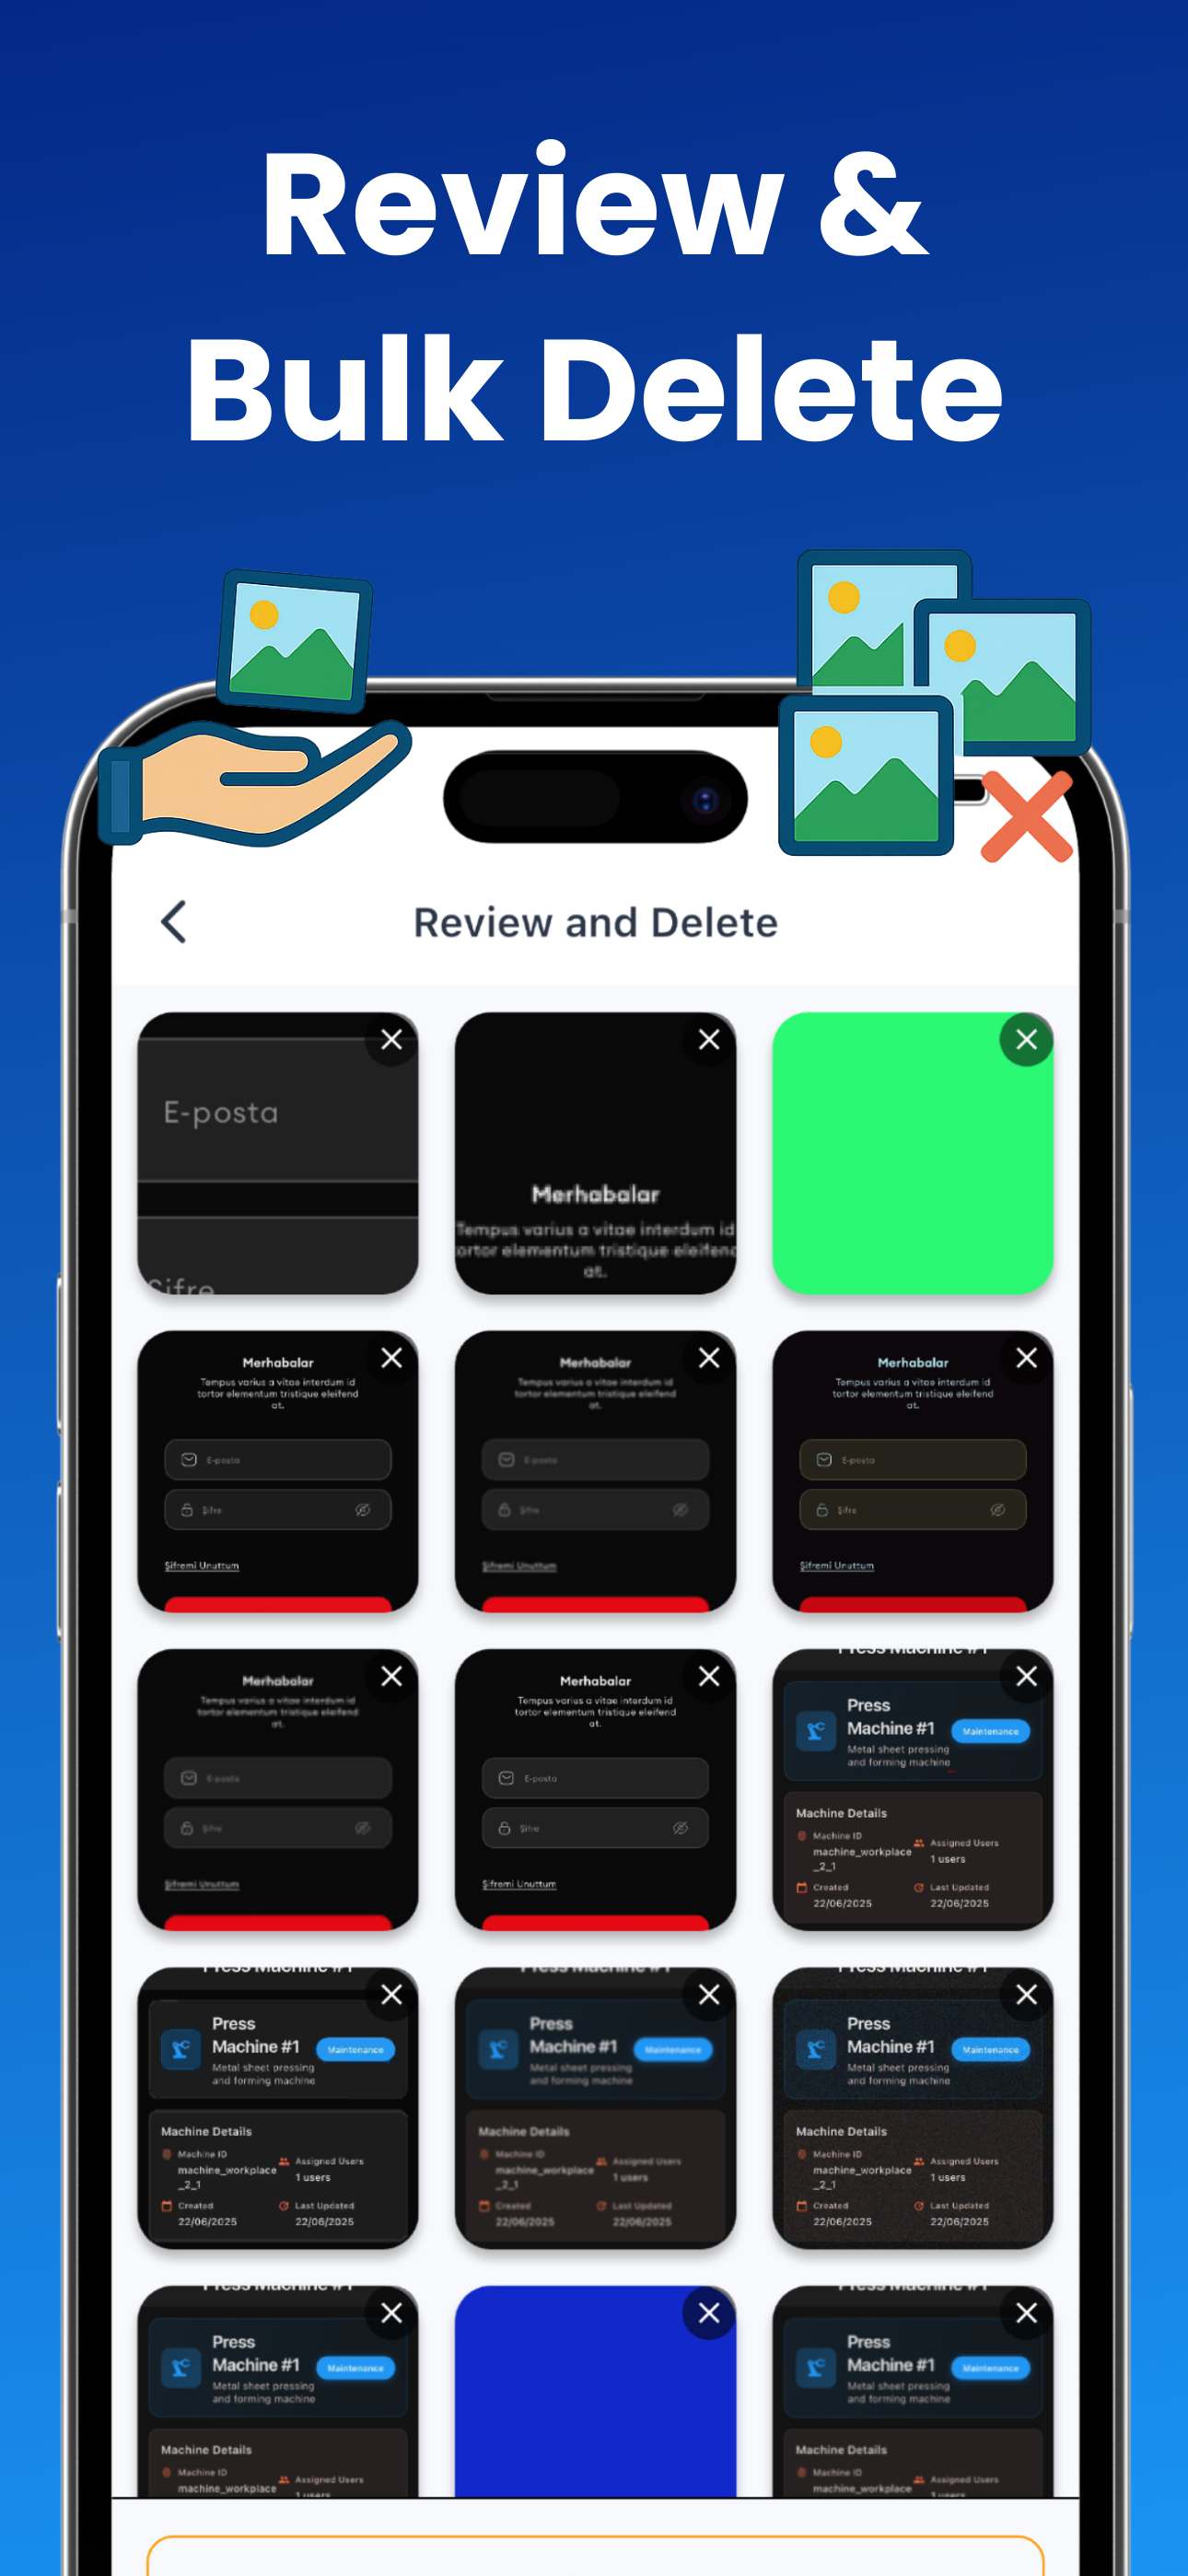 Review &
Bulk Delete
Review and Delete
E-posta
Şifre
Merhabalar
Tempus varius a vitae interdum id
tortor elementum tristique eleifend
at.
Merhabalar
Tempus varius a vitae interdum id
tortor elementum tristique eleifend
at.
E-posta
Şifre
Şifremi Unuttum
Merhabalar
Tempus varius a vitae interdum id
tortor elementum tristique eleifend
at.
E-posta
Şifre
Şifremi Unuttum
Merhabalar
Tempus varius a vitae interdum id
tortor elementum tristique eleifend
at.
E-posta
Şifre
Şifremi Unuttum
Merhabalar
Tempus varius a vitae interdum id
tortor elementum tristique eleifend
at.
E-posta
Şifre
Şifremi Unuttum
Merhabalar
Tempus varius a vitae interdum id
tortor elementum tristique eleifend
at.
E-posta
Şifre
Şifremi Unuttum
Press Machine #1
Press
Machine #1
Maintenance
Metal sheet pressing
and forming machine
Machine Details
Machine ID
machine_workplace
_2_1
Assigned Users
1 users
Created
22/06/2025
Last Updated
22/06/2025
Press Machine #1
Press
Machine #1
Maintenance
Metal sheet pressing
and forming machine
Machine Details
Machine ID
machine_workplace
_2_1
Assigned Users
1 users
Created
22/06/2025
Last Updated
22/06/2025
Press Machine #1
Press
Machine #1
Maintenance
Metal sheet pressing
and forming machine
Machine Details
Machine ID
machine_workplace
_2_1
Assigned Users
1 users
Created
22/06/2025
Last Updated
22/06/2025
Press Machine #1
Press
Machine #1
Maintenance
Metal sheet pressing
and forming machine
Machine Details
Machine ID
machine_workplace
_2_1
Assigned Users
1 users
Created
22/06/2025
Last Updated
22/06/2025
Press Machine #1
Press
Machine #1
Maintenance
Metal sheet pressing
and forming machine
Machine Details
Machine ID
machine_workplace
Assigned Users
1 users
Press Machine #1
Press
Machine #1
Maintenance
Metal sheet pressing
and forming machine
Machine Details
Machine ID
machine_workplace
Assigned Users
1 users